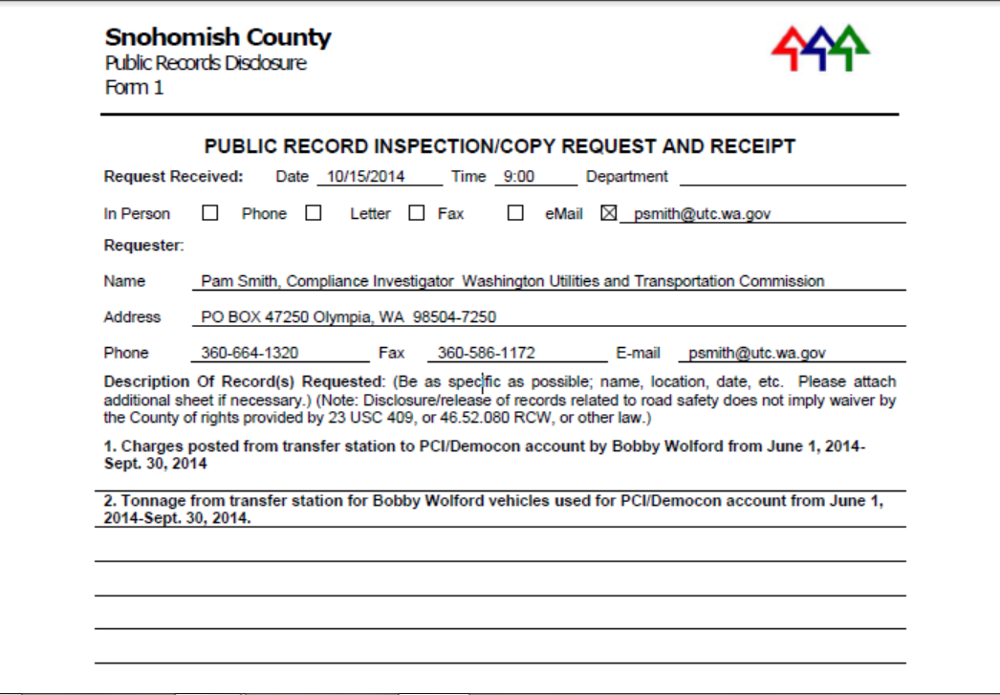 Snohomish County
Public Records Disclosure
Form 1
PUBLIC RECORD INSPECTION/COPY REQUEST AND RECEIPT
Request Received: Date 10/15/2014 Time 9:00 Department
In Person Phone Letter Fax eMail psmith@utc.wa.gov
Requester:
Name Pam Smith, Compliance Investigator Washington Utilities and Transportation Commission
Address PO BOX 47250 Olympia, WA 98504-7250
Phone 360-664-1320 Fax 360-586-1172 E-mail psmith@utc.wa.gov
Description Of Record(s) Requested: (Be as specific as possible; name, location, date, etc. Please attach
additional sheet if necessary.) (Note: Disclosure/release of records related to road safety does not imply waiver by
the County of rights provided by 23 USC 409, or 46.52.080 RCW, or other law.)
1. Charges posted from transfer station to PCI/Democon account by Bobby Wolford from June 1, 2014-
Sept. 30, 2014
2. Tonnage from transfer station for Bobby Wolford vehicles used for PCI/Democon account from June 1,
2014-Sept. 30, 2014.